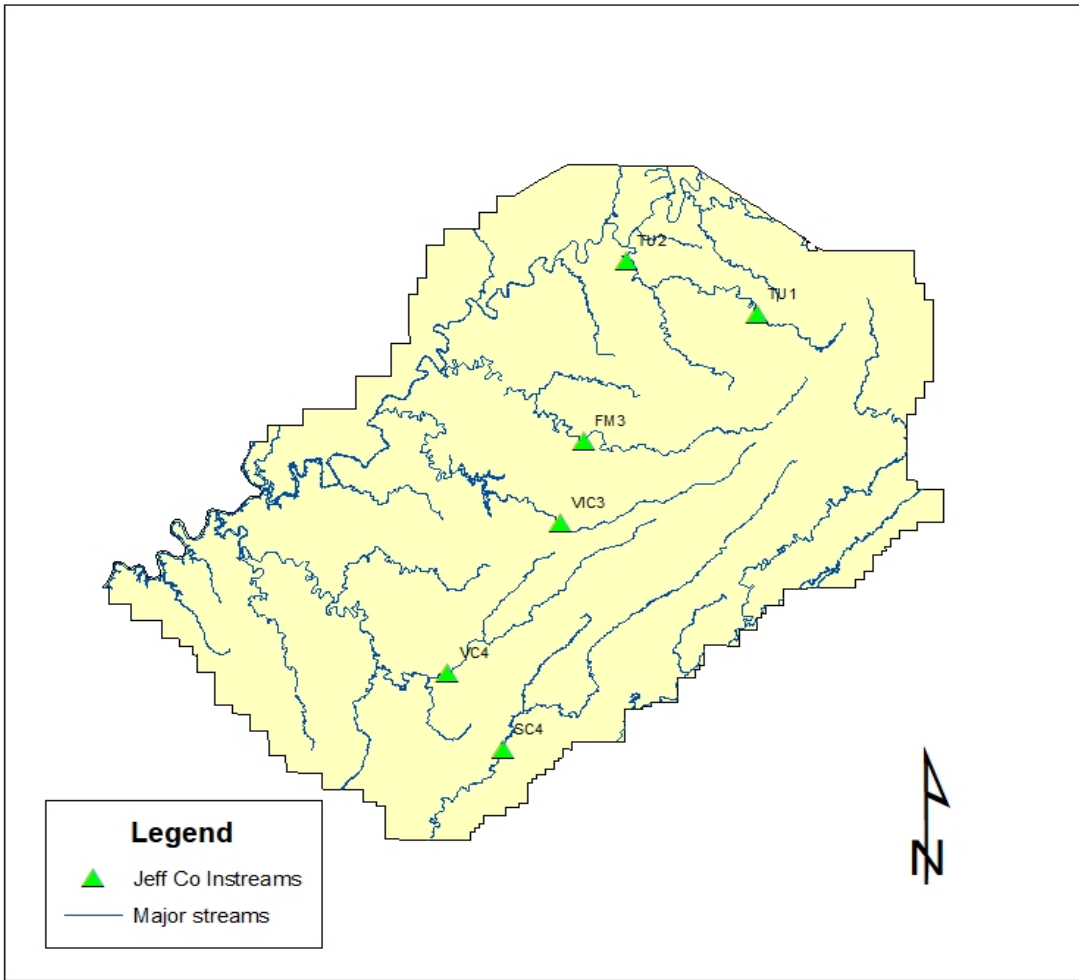 TU2
TU1
FM3
VIC3
VC4
SC4
Legend
Jeff Co Instreams
Major streams
N